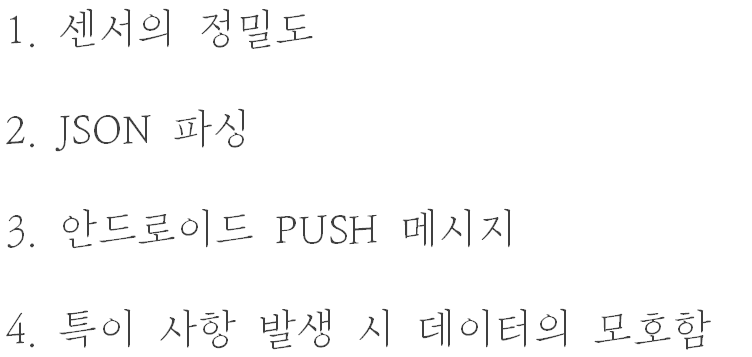 1. 센서의 정밀도
2. JSON 파싱
3. 안드로이드 PUSH 메시지
4. 특이 사항 발생 시 데이터의 모호함